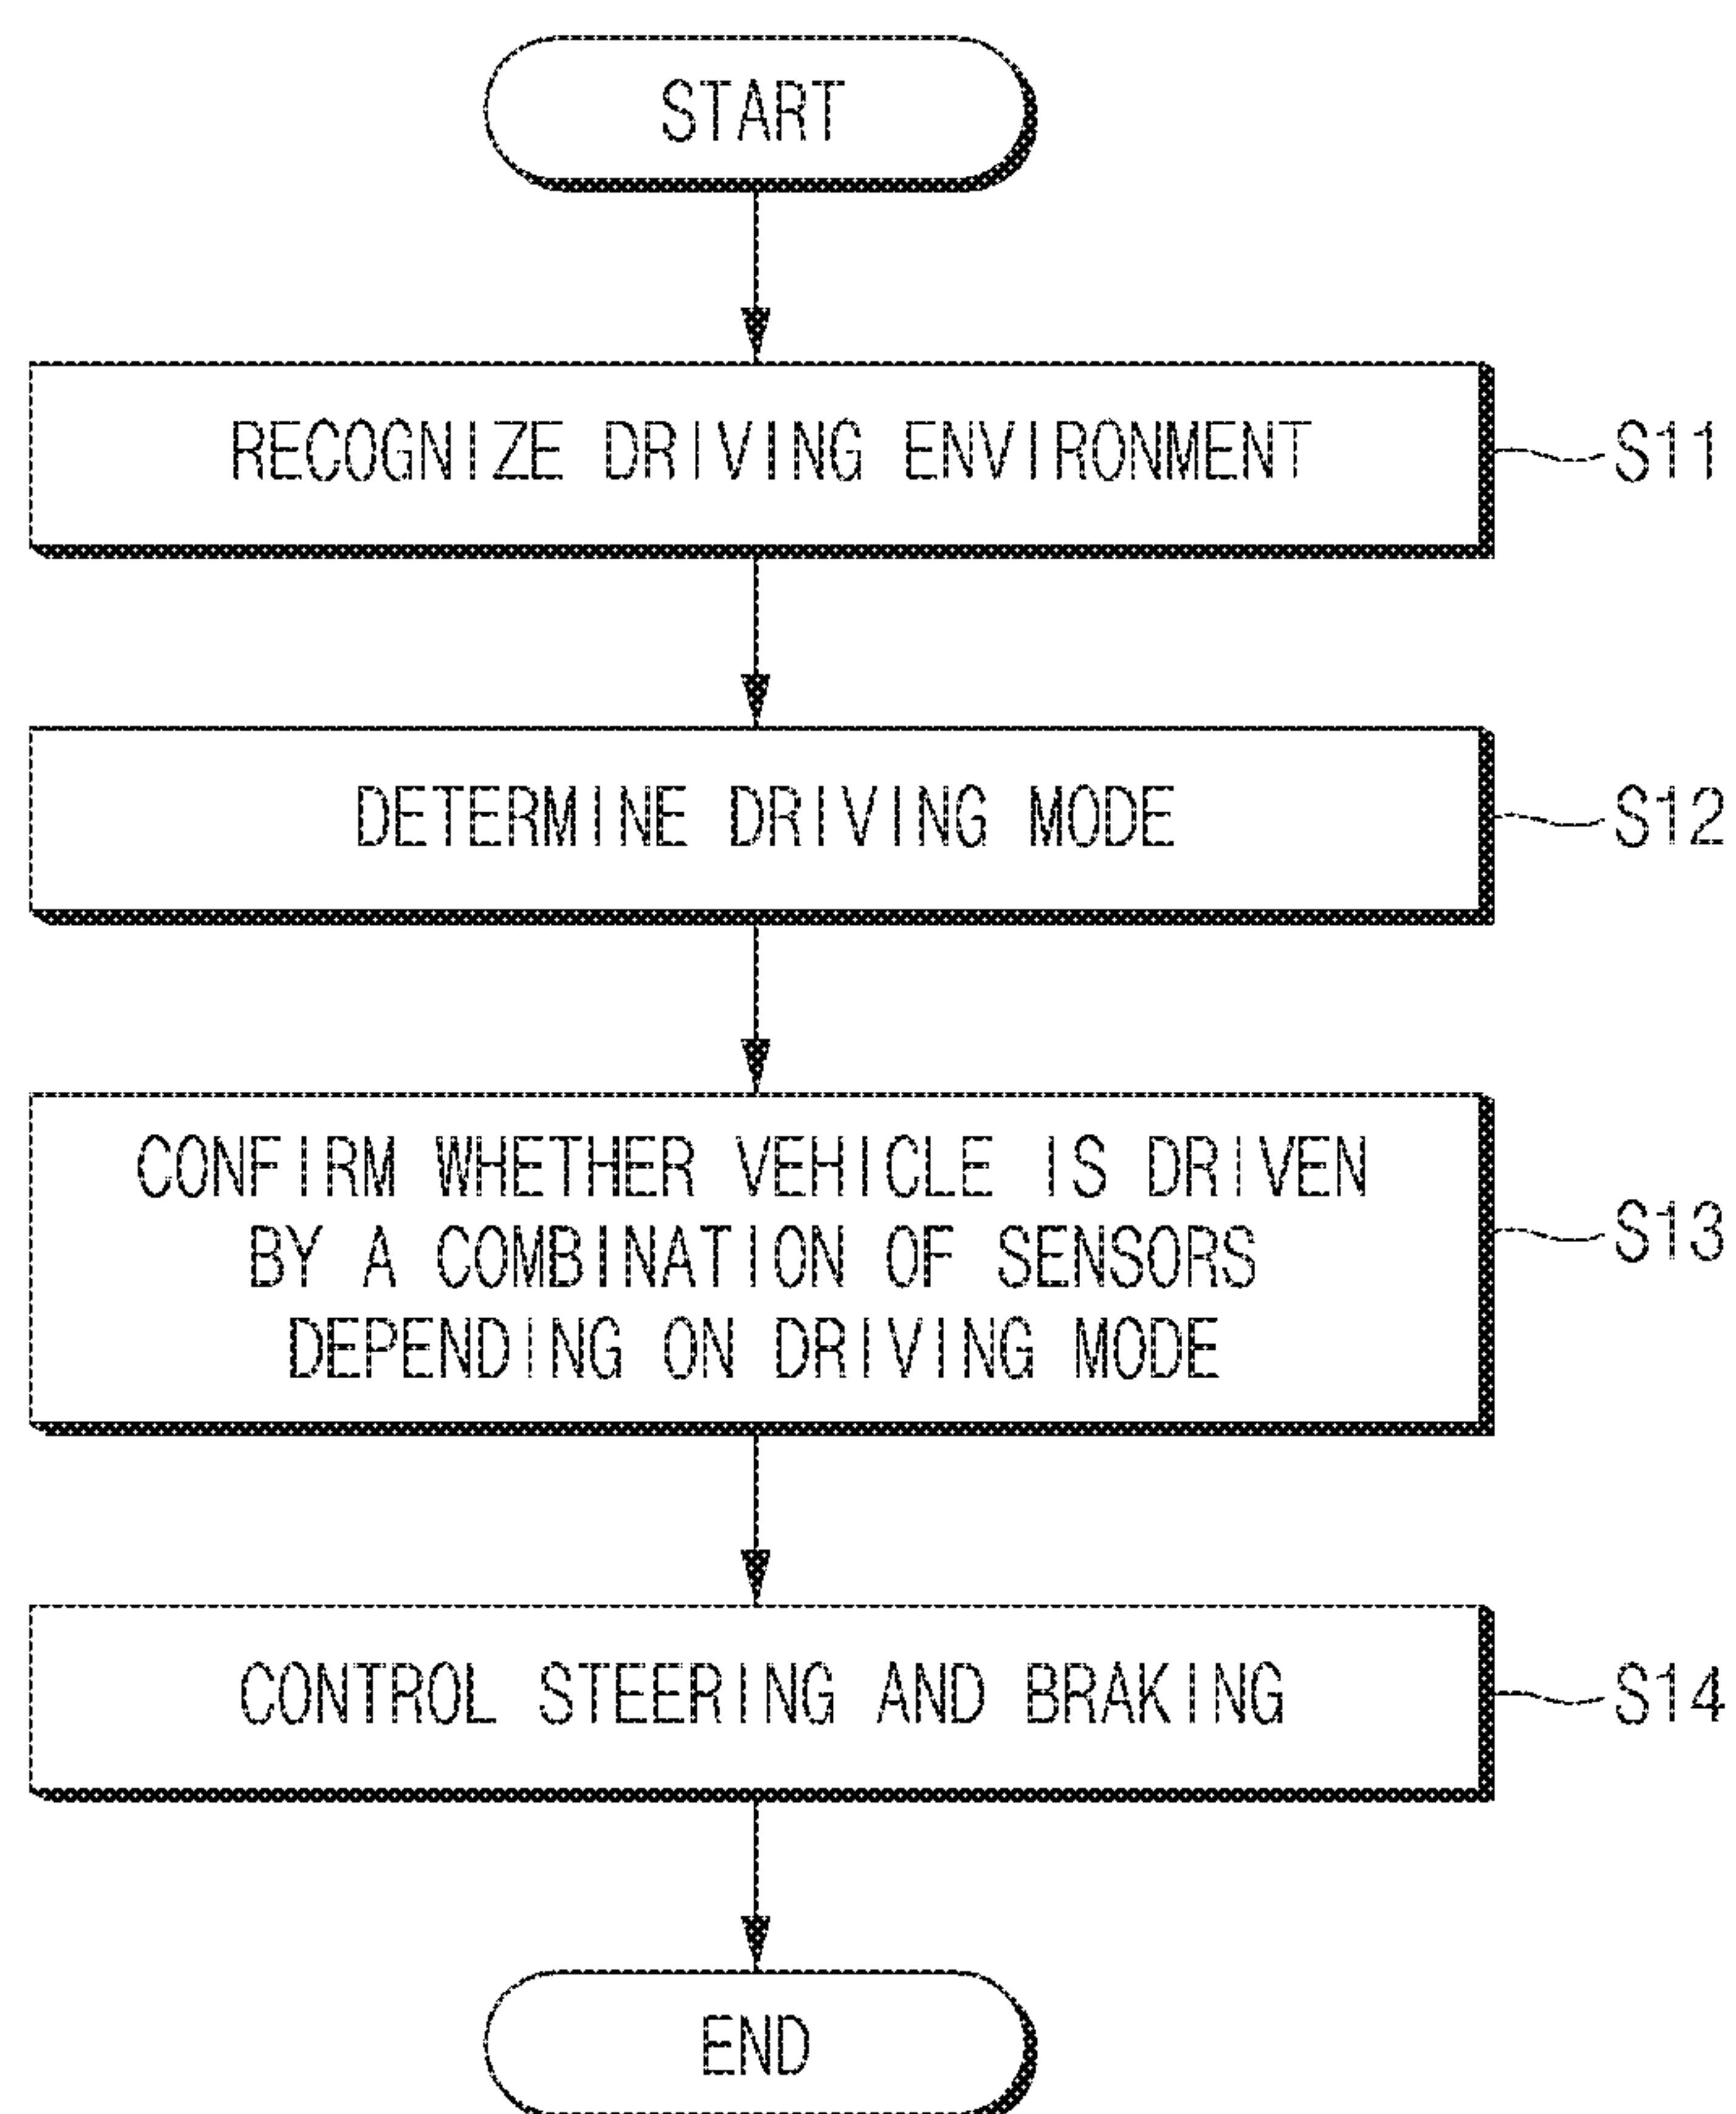 START
RECOGNIZE DRIVING ENVIRONMENT
S11
DETERMINE DRIVING MODE
S12
CONFIRM WHETHER VEHICLE IS DRIVEN
BY A COMBINATION OF SENSORS
DEPENDING ON DRIVING MODE
S13
CONTROL STEERING AND BRAKING
S14
END